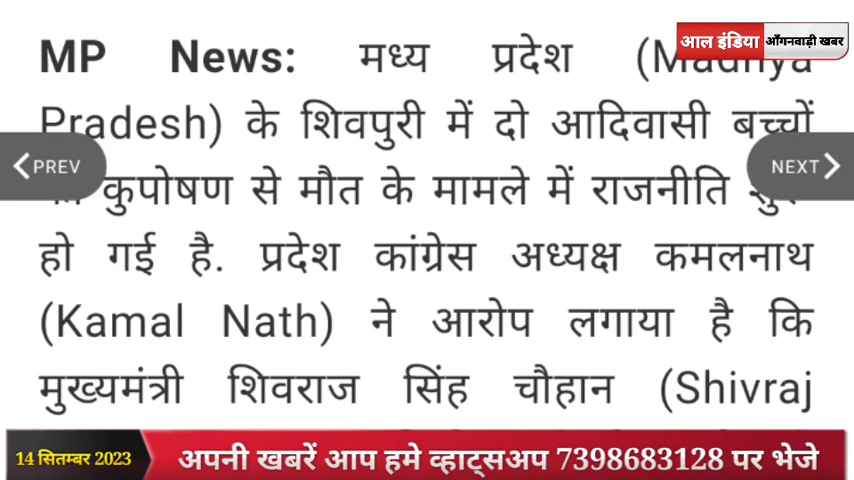 आल इंडिया आँगनवाड़ी खबर
MP News: मध्य प्रदेश (Madhya
Pradesh) के शिवपुरी में दो आदिवासी बच्चों
PREV
NEXT
कुपोषण से मौत के मामले में राजनीति शुरू
हो गई है. प्रदेश कांग्रेस अध्यक्ष कमलनाथ
(Kamal Nath) ने आरोप लगाया है कि
मुख्यमंत्री शिवराज सिंह चौहान (Shivraj
14 सितम्बर 2023
अपनी खबरें आप हमे व्हाट्सअप 7398683128 पर भेजे